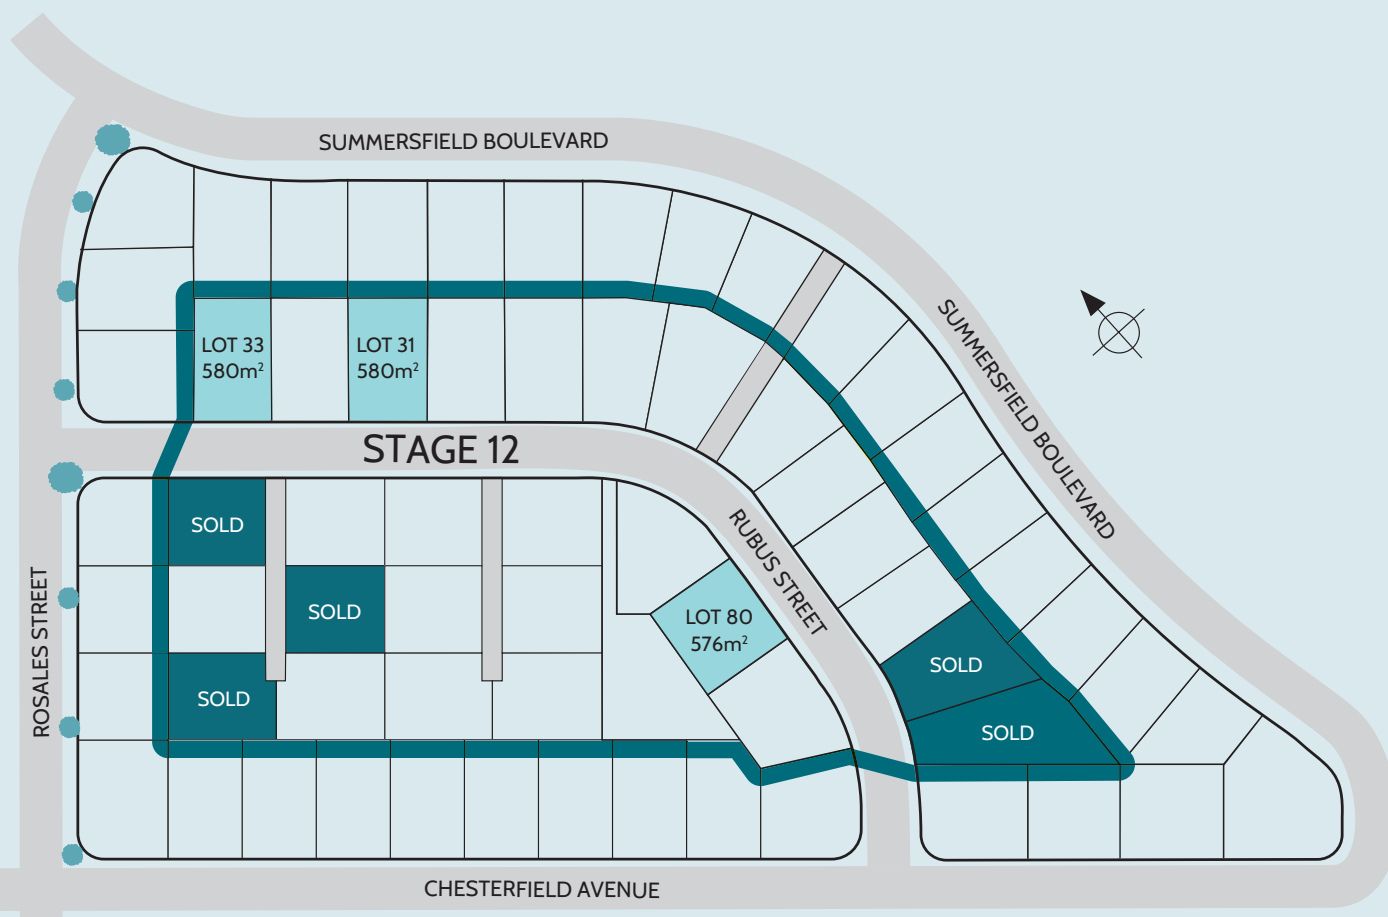 SUMMERSFIELD BOULEVARD
SUMMERSFIELD BOULEVARD
LOT 33
580m²
LOT 31
580m²
STAGE 12
SOLD
RUBUS STREET
SOLD
LOT 80
576m²
SOLD
SOLD
SOLD
ROSALES STREET
CHESTERFIELD AVENUE